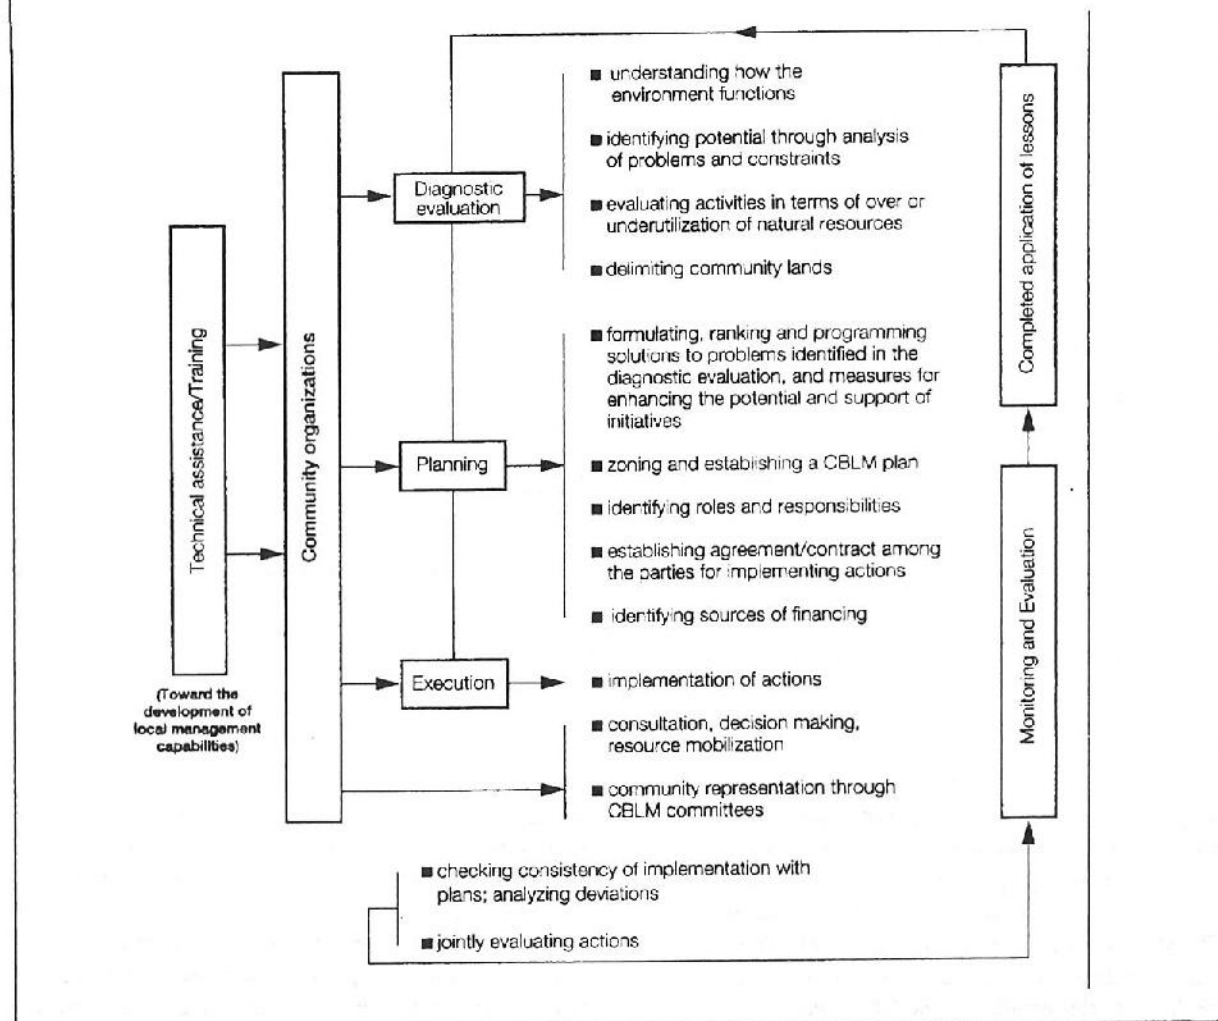 understanding how the
environment functions
identifying potential through analysis
of problems and constraints
Diagnostic
evaluation
evaluating activities in terms of over or
underutilization of natural resources
delimiting community lands
Completed application of lessons
Technical assistance/Training
(Toward the
development of
local management
capabilities)
Community organizations
formulating, ranking and programming
solutions to problems identified in the
diagnostic evaluation, and measures for
enhancing the potential and support of
initiatives
Planning
zoning and establishing a CBLM plan
identifying roles and responsibilities
establishing agreement/contract among
the parties for implementing actions
identifying sources of financing
Execution
implementation of actions
consultation, decision making,
resource mobilization
community representation through
CBLM committees
Monitoring and Evaluation
checking consistency of implementation with
plans; analyzing deviations
jointly evaluating actions